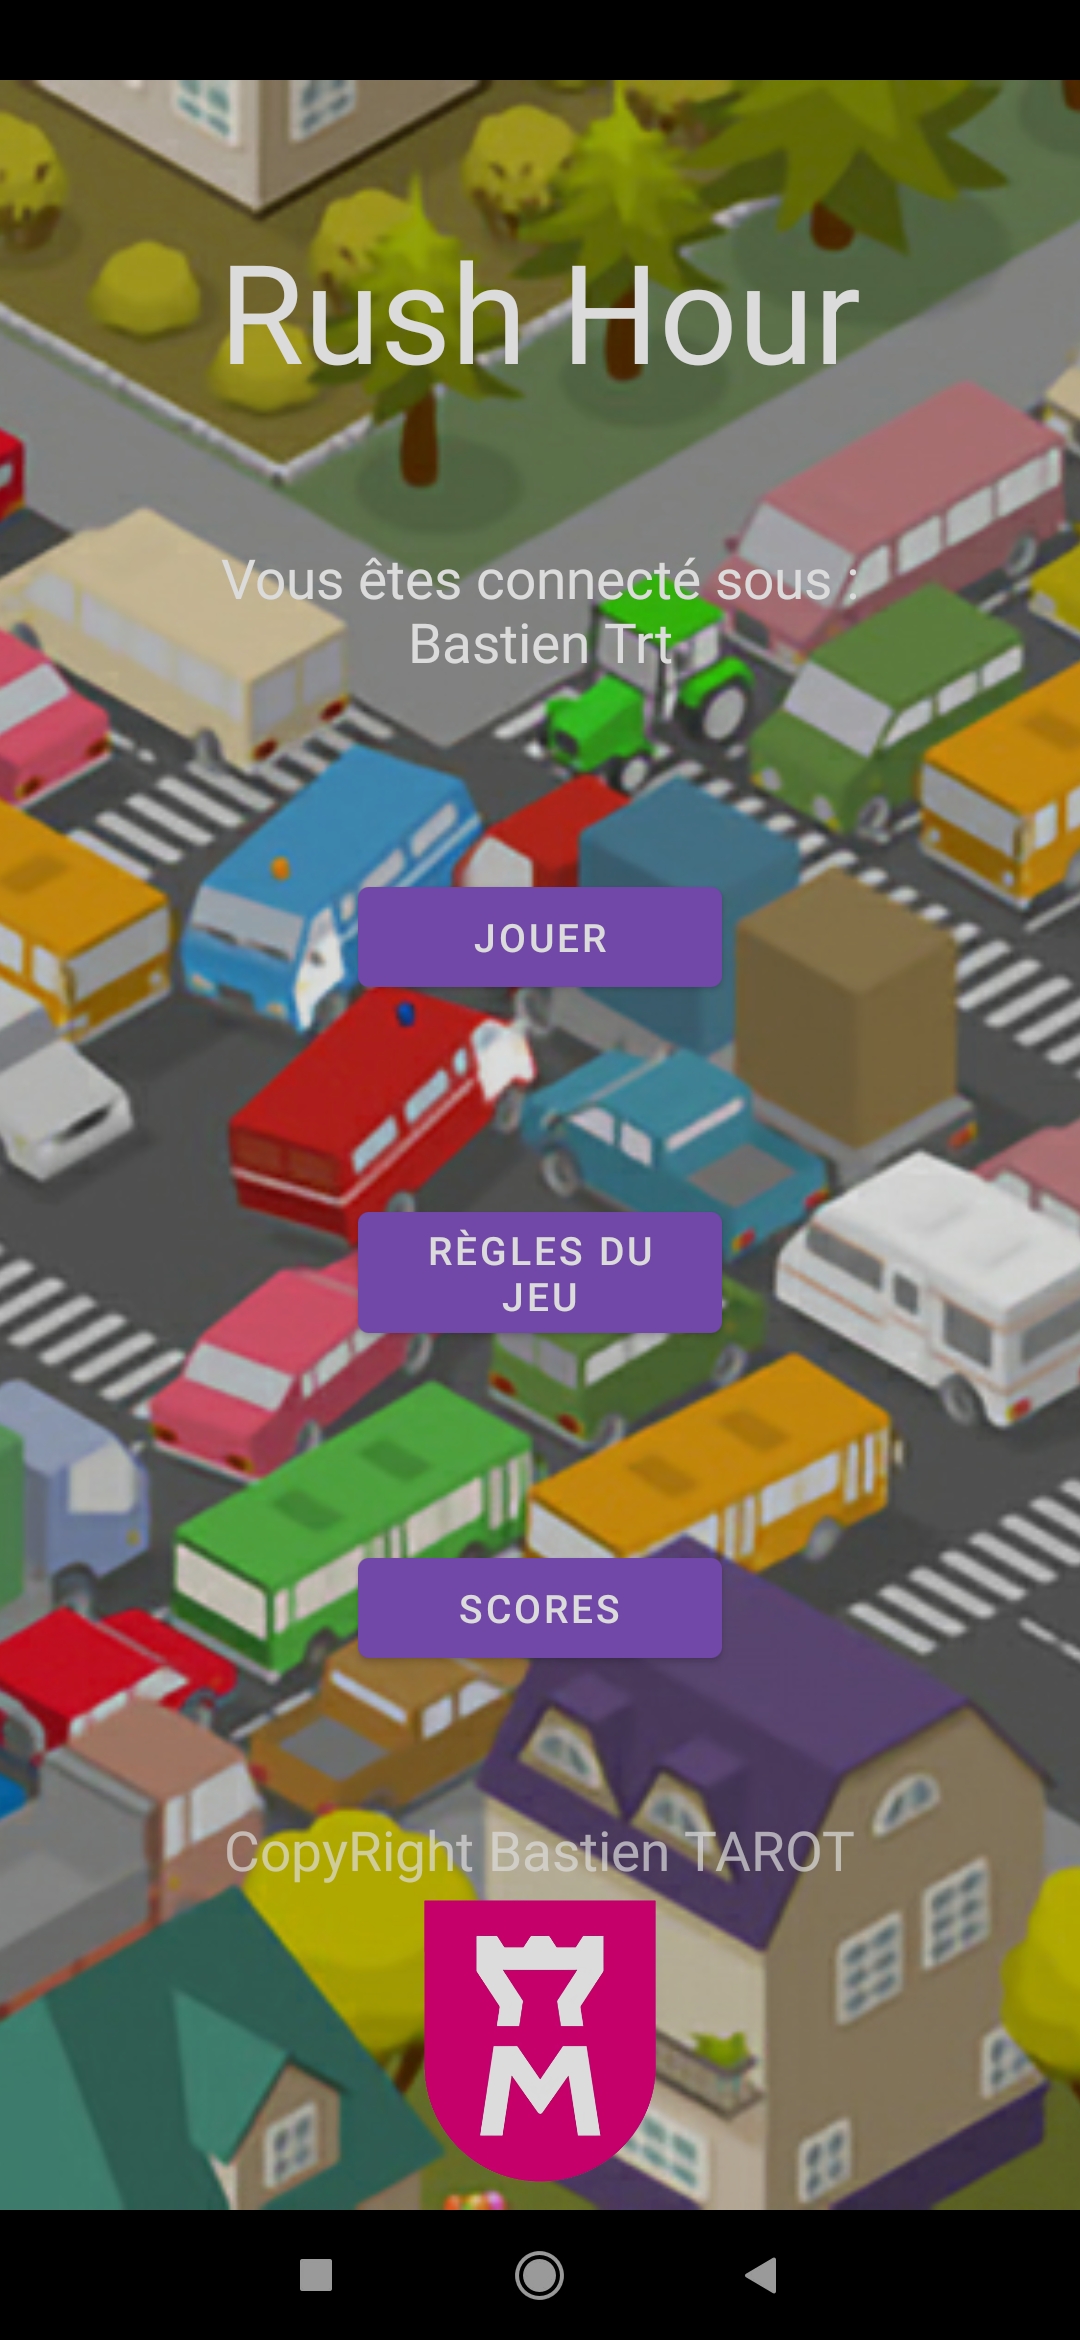 Rush Hour
Vous êtes connecté sous :
Bastien Trt
JOUER
RÈGLES DU
JEU
SCORES
CopyRight Bastien TAROT
M